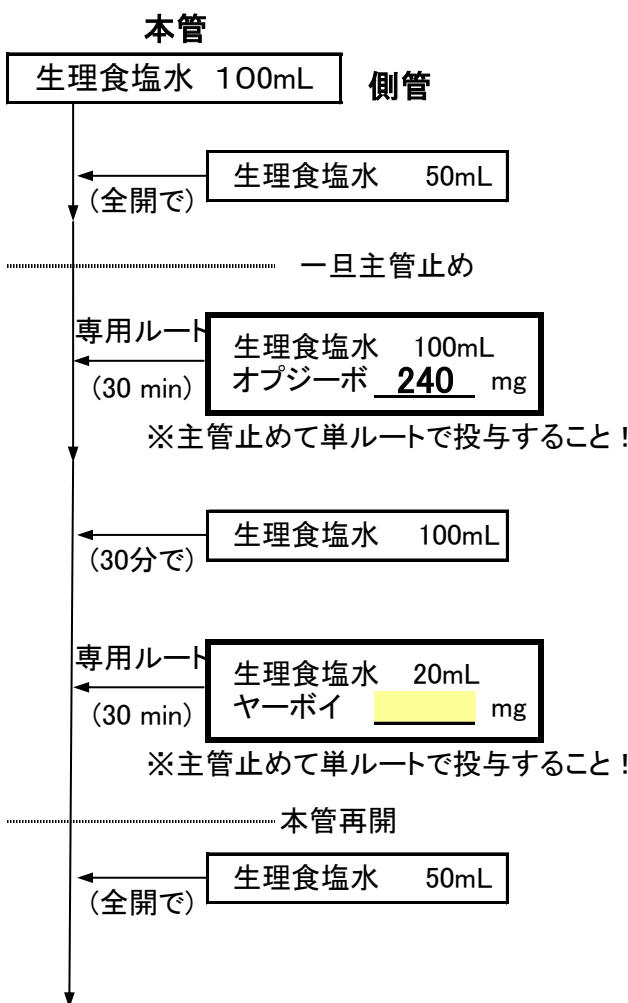 本管
生理食塩水 100mL
側管
生理食塩水 50mL
(全開で)
一旦主管止め
専用ルート
生理食塩水 100mL
オプジーボ 240 mg
(30 min)
※主管止めて単ルートで投与すること!
生理食塩水 100mL
(30分で)
専用ルート
生理食塩水 20mL
ヤーボイ mg
(30 min)
※主管止めて単ルートで投与すること!
本管再開
生理食塩水 50mL
(全開で)